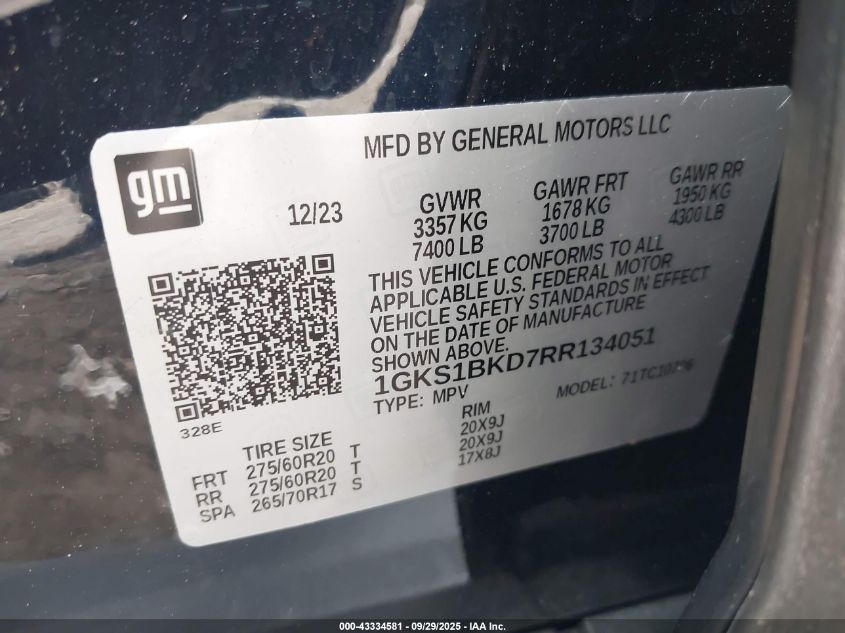 MFD BY GENERAL MOTORS LLC
gm
12/23
GVWR GAWR FRT GAWR RR
3357 KG 1678 KG 1950 KG
7400 LB 3700 LB 4300 LB
THIS VEHICLE CONFORMS TO ALL
APPLICABLE U.S. FEDERAL MOTOR
VEHICLE SAFETY STANDARDS IN EFFECT
ON THE DATE OF MANUFACTURE
SHOWN ABOVE.
1GKS1BKD7RR134051
TYPE: MPV MODEL:
328E
TIRE SIZE RIM
FRT 275/60R20 T 20X9J
RR 275/60R20 T 20X9J
SPA 265/70R17 S 17X8J
000-43334581 / 09/29/2025 - IAA Inc.